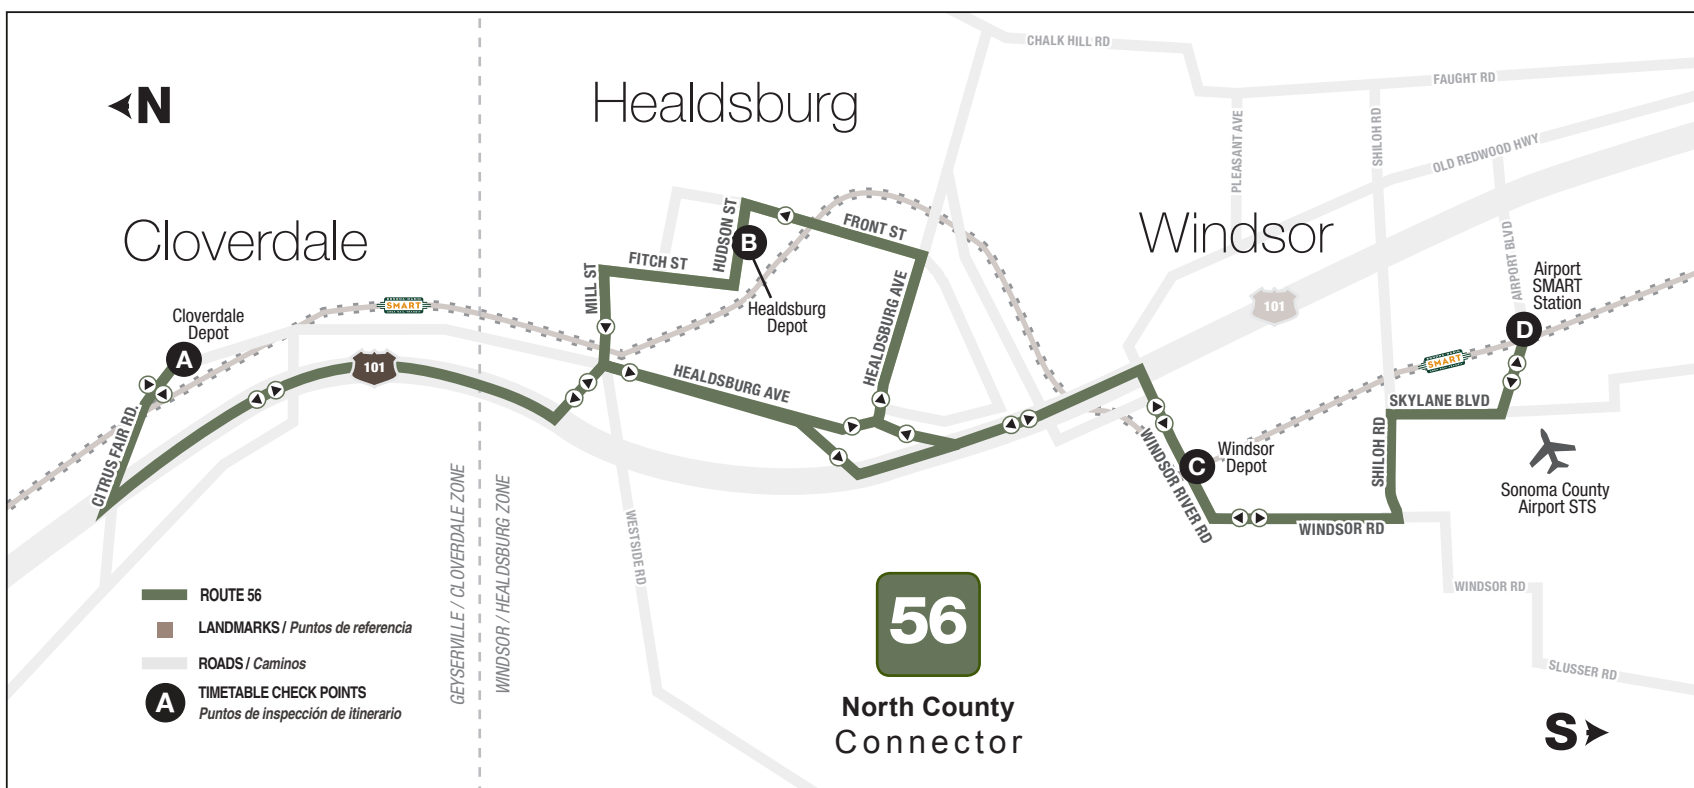 N
Healdsburg
Cloverdale
Windsor
CHALK HILL RD
FAUGHT RD
PLEASANT AVE
SHILOH RD
OLD REDWOOD HWY
AIRPORT BLVD
HUDSON ST
FRONT ST
FITCH ST
MILL ST
B
Healdsburg
Depot
HEALDSBURG AVE
HEALDSBURG AVE
Cloverdale
Depot
A
SMART
101
101
Airport
SMART
Station
D
SMART
SKYLANE BLVD
SHILOH RD
CITRUS FAIR RD.
C
Windsor
Depot
WINDSOR RIVER RD
WINDSOR RD
Sonoma County
Airport STS
WESTSIDE RD
WINDSOR RD
SLUSSER RD
GEYSERVILLE / CLOVERDALE ZONE
WINDSOR / HEALDSBURG ZONE
ROUTE 56
LANDMARKS / Puntos de referencia
ROADS / Caminos
A
TIMETABLE CHECK POINTS
Puntos de inspección de itinerario
56
North County
Connector
S